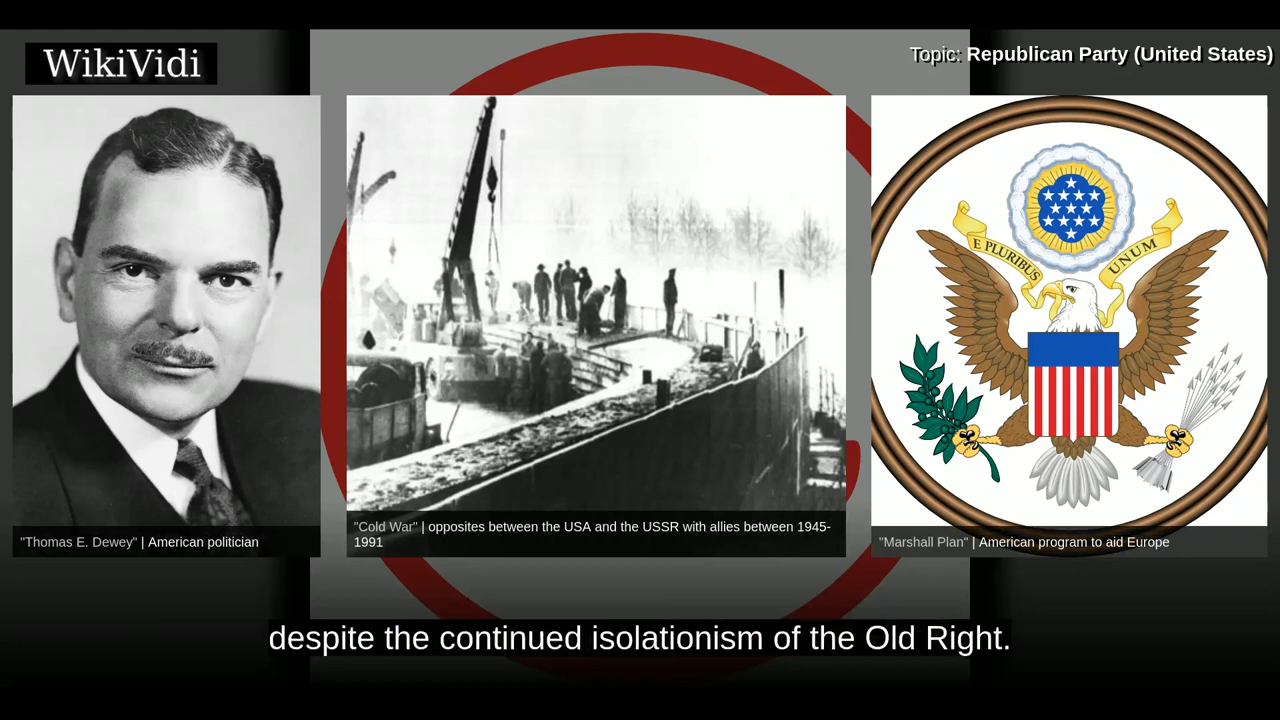 WikiVidi
Topic: Republican Party (United States)
E PLURIBUS
UNUM
"Thomas E. Dewey" | American politician
"Cold War" | opposites between the USA and the USSR with allies between 1945-
1991
"Marshall Plan" | American program to aid Europe
despite the continued isolationism of the Old Right.